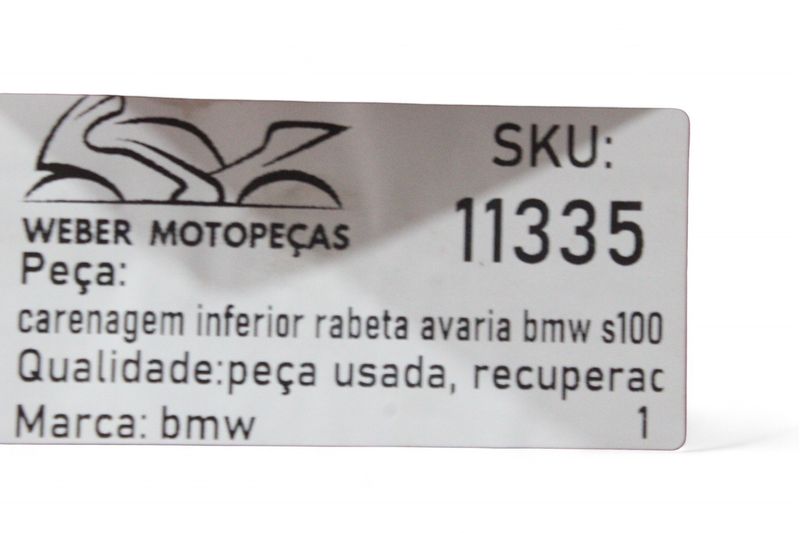 WEBER MOTOPEÇAS
SKU:
11335
Peça:
carenagem inferior rabeta avaria bmw s100
Qualidade:peça usada, recuperac
Marca: bmw 1